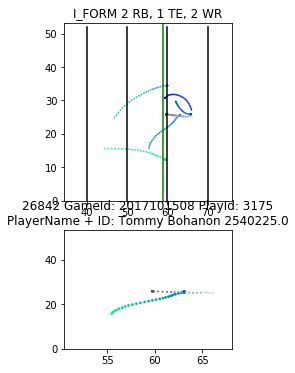 I_FORM 2 RB, 1 TE, 2 WR
50
40
30
20
10
0
40 50 60 70
26842 GameId: 2017101508 PlayId: 3175
PlayerName + ID: Tommy Bohanon 2540225.0
40
20
0
55 60 65